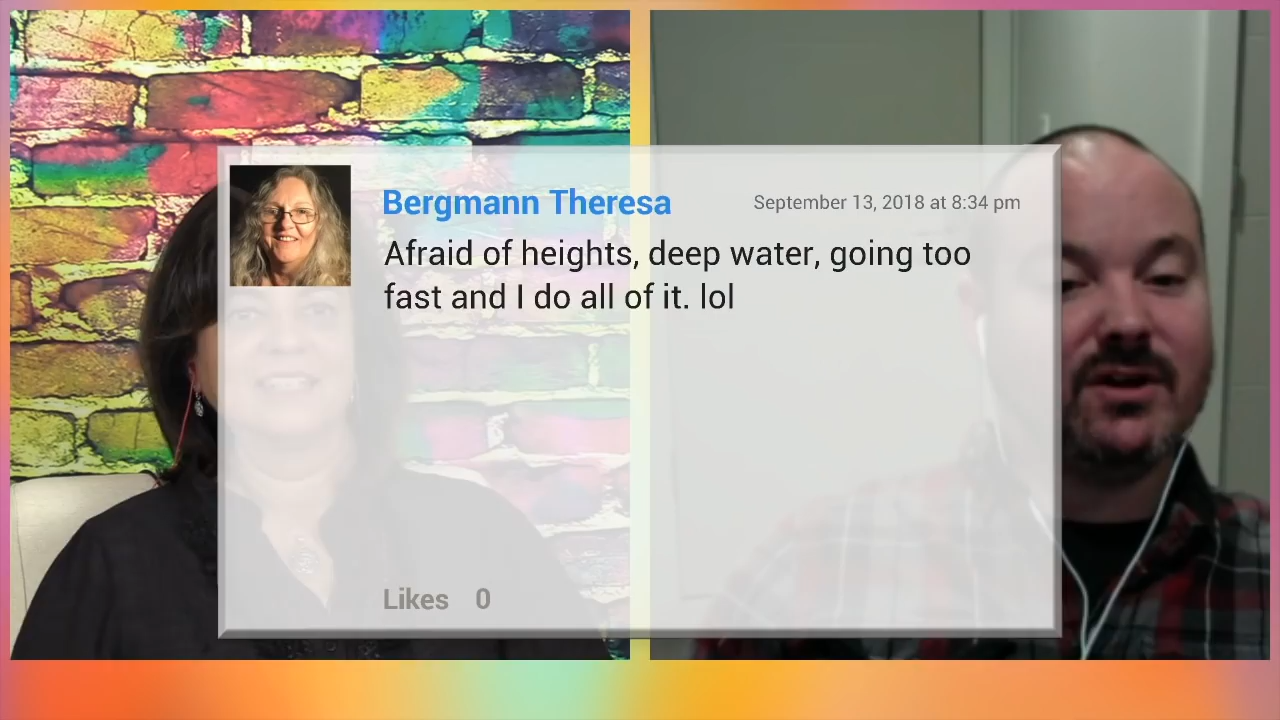 Bergmann Theresa
September 13, 2018 at 8:34 pm
Afraid of heights, deep water, going too
fast and I do all of it. lol
Likes 0